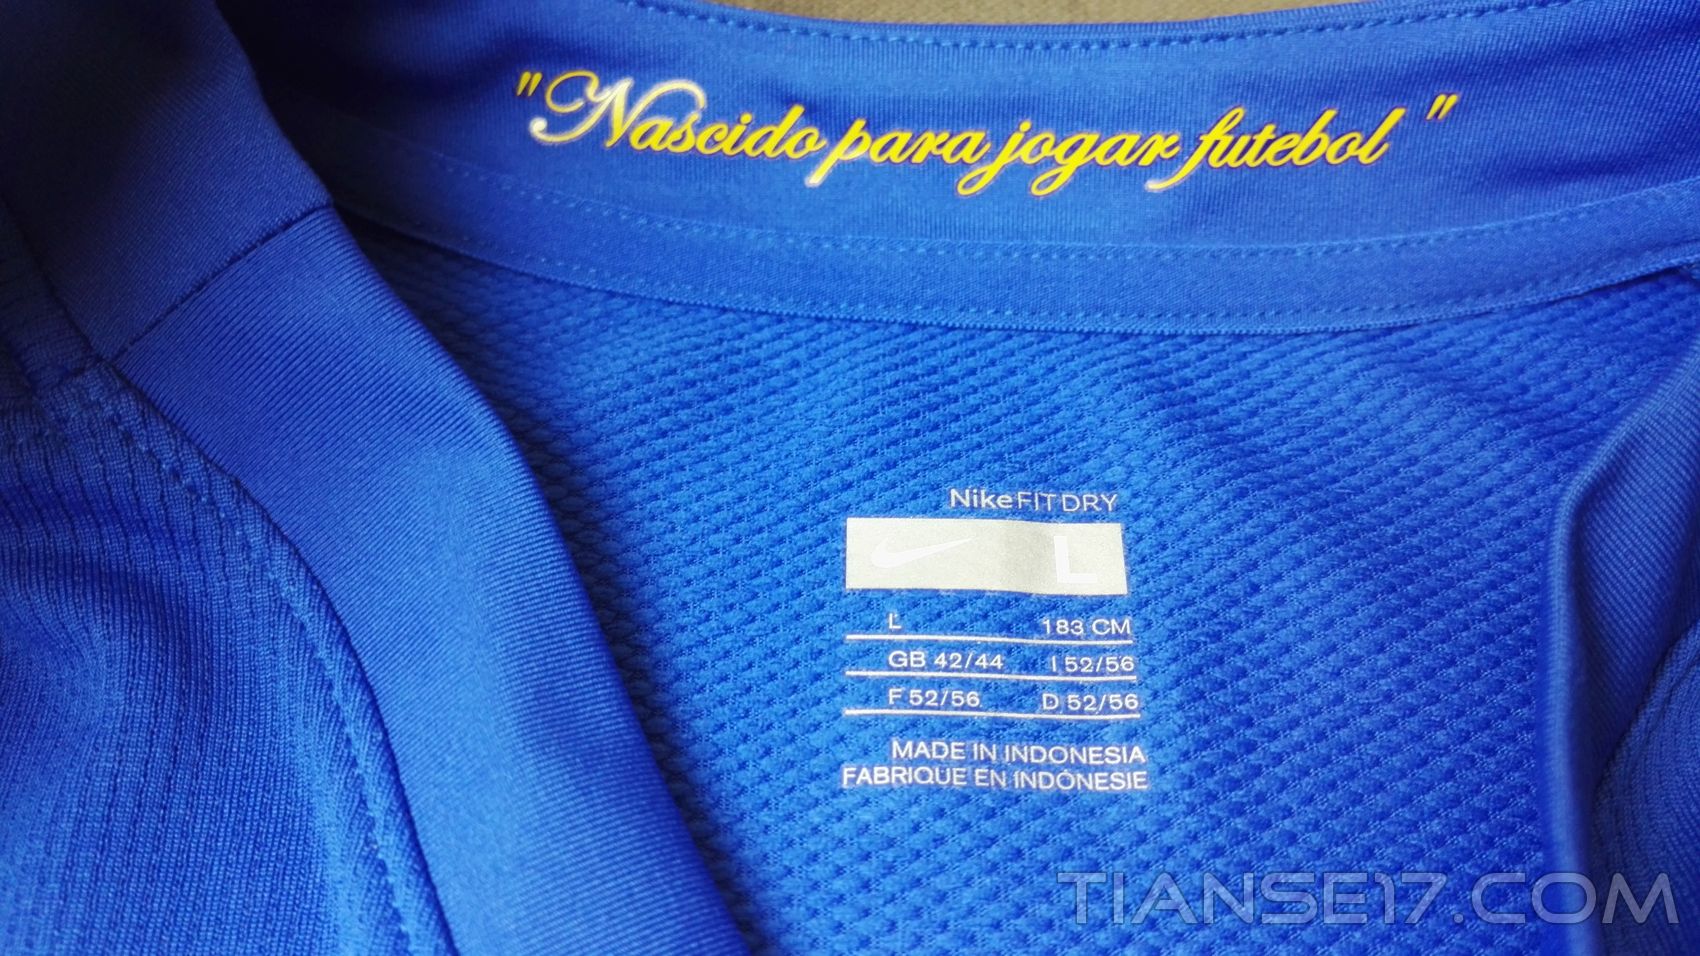 "Nascido para jogar futebol"
NikeFITDRY
L
L 183 CM
GB 42/44 I 52/56
F 52/56 D 52/56
MADE IN INDONESIA
FABRIQUE EN INDONÉSIE
TIANSE17.COM